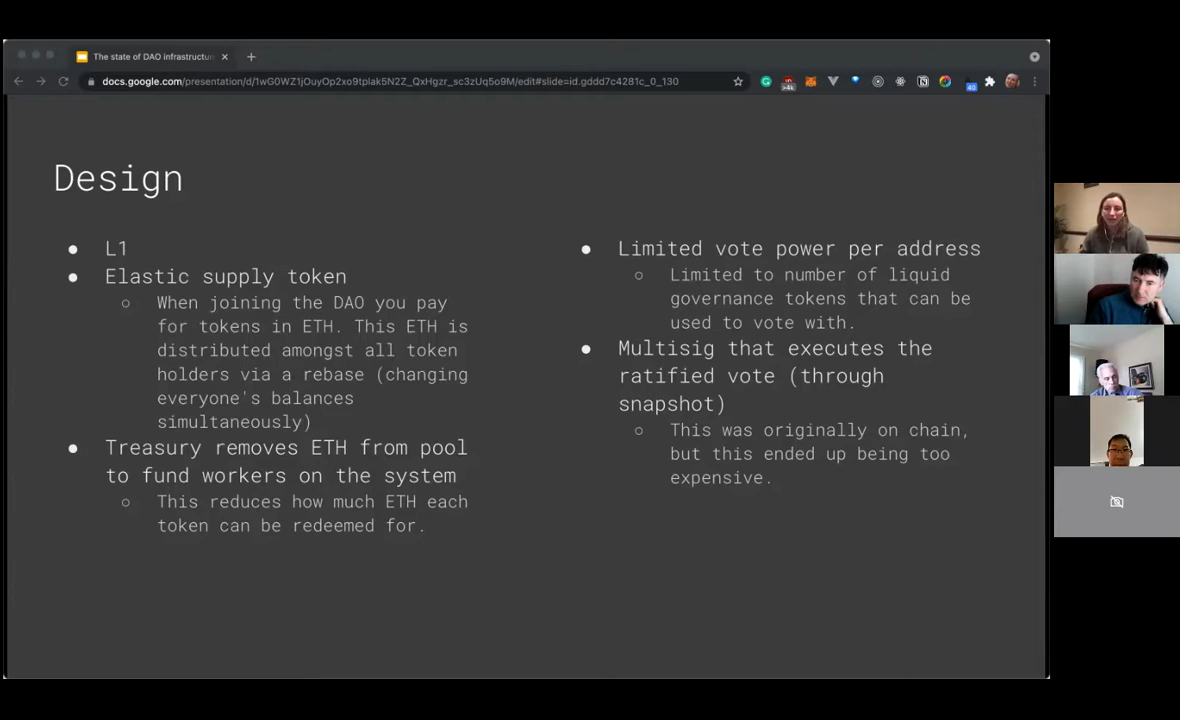 The state of DAO infrastructur
docs.google.com/presentation/d/1wG0WZ1jOuyOp2xo9tplak5N2Z_QxHgzr_sc3zUq5o9M/edit#slide=id.gddd7c4281c_0_130
>4k
40
Design
L1
Elastic supply token
When joining the DAO you pay
for tokens in ETH. This ETH is
distributed amongst all token
holders via a rebase (changing
everyone's balances
simultaneously)
Treasury removes ETH from pool
to fund workers on the system
This reduces how much ETH each
token can be redeemed for.
Limited vote power per address
Limited to number of liquid
governance tokens that can be
used to vote with.
Multisig that executes the
ratified vote (through
snapshot)
This was originally on chain,
but this ended up being too
expensive.